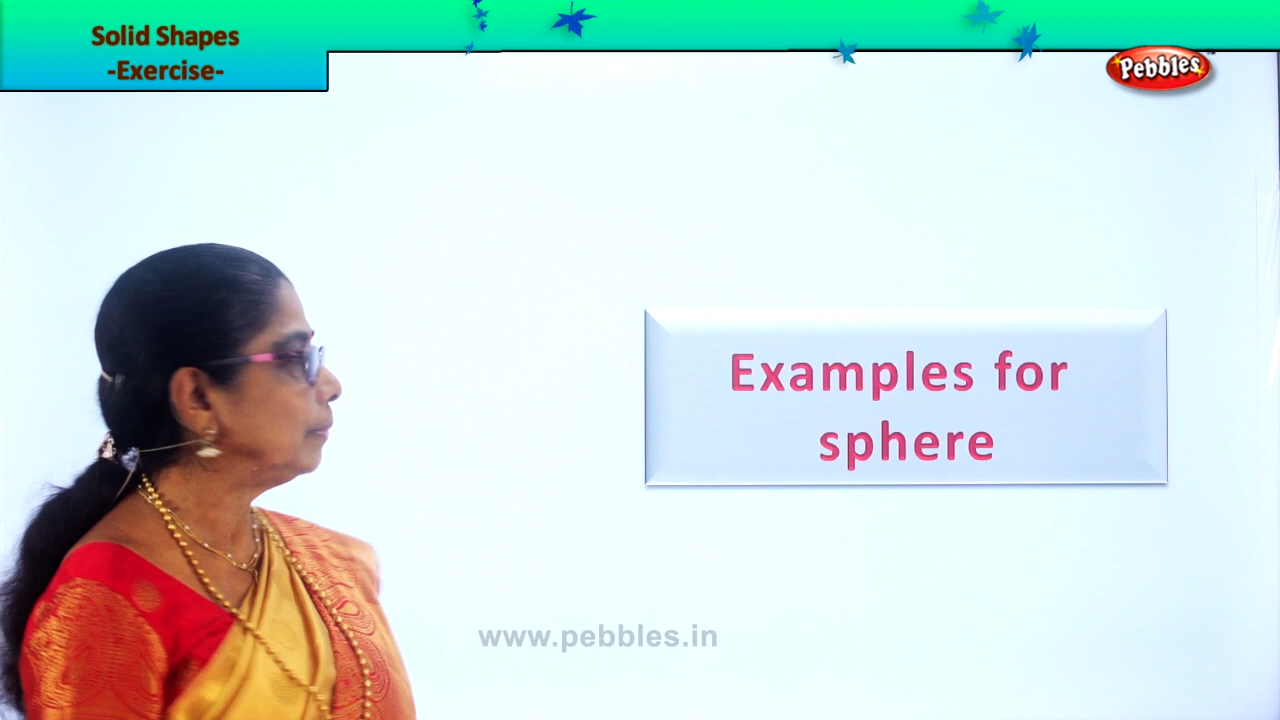 Solid Shapes
-Exercise-
Pebbles
Examples for
sphere
www.pebbles.in